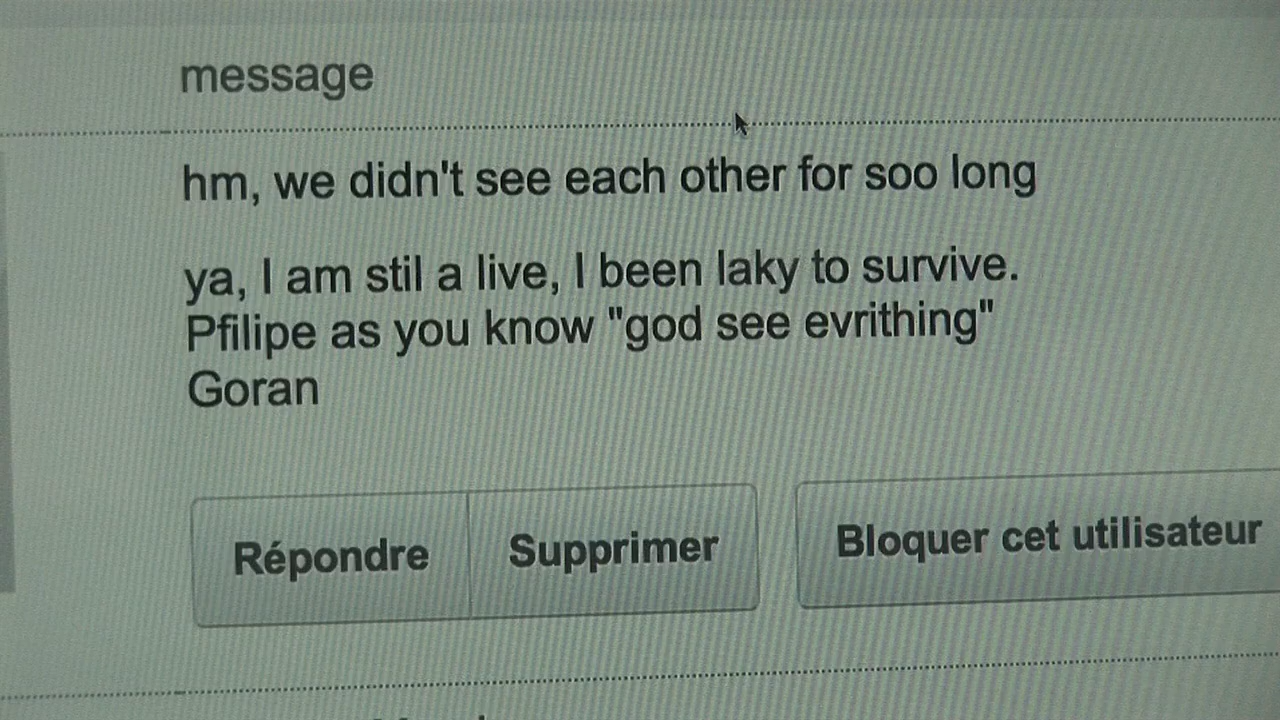 message
hm, we didn't see each other for soo long
ya, I am stil a live, I been laky to survive.
Pfilipe as you know "god see evrithing"
Goran
Répondre
Supprimer
Bloquer cet utilisateur